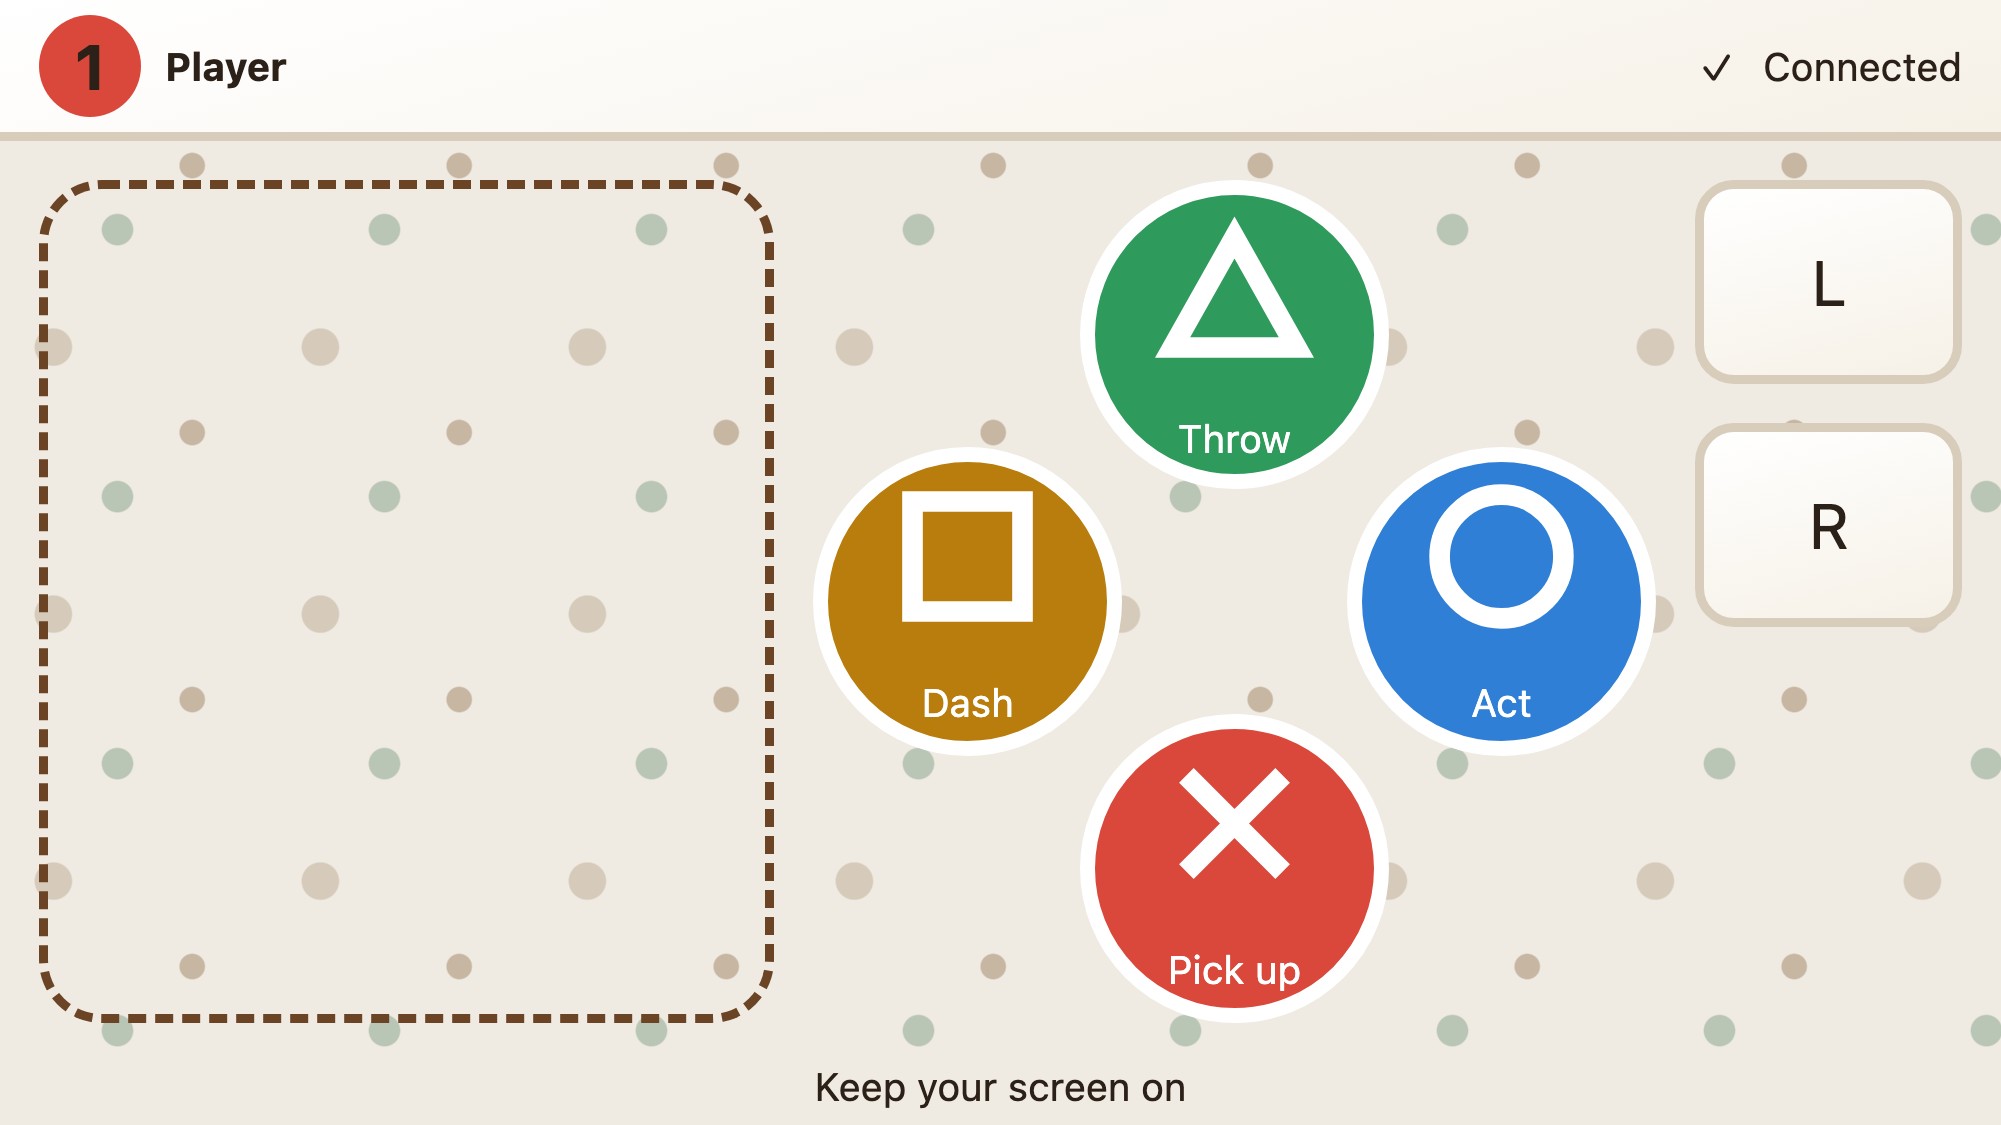 1 Player
✓ Connected
Throw
L
R
Dash
Act
Pick up
Keep your screen on